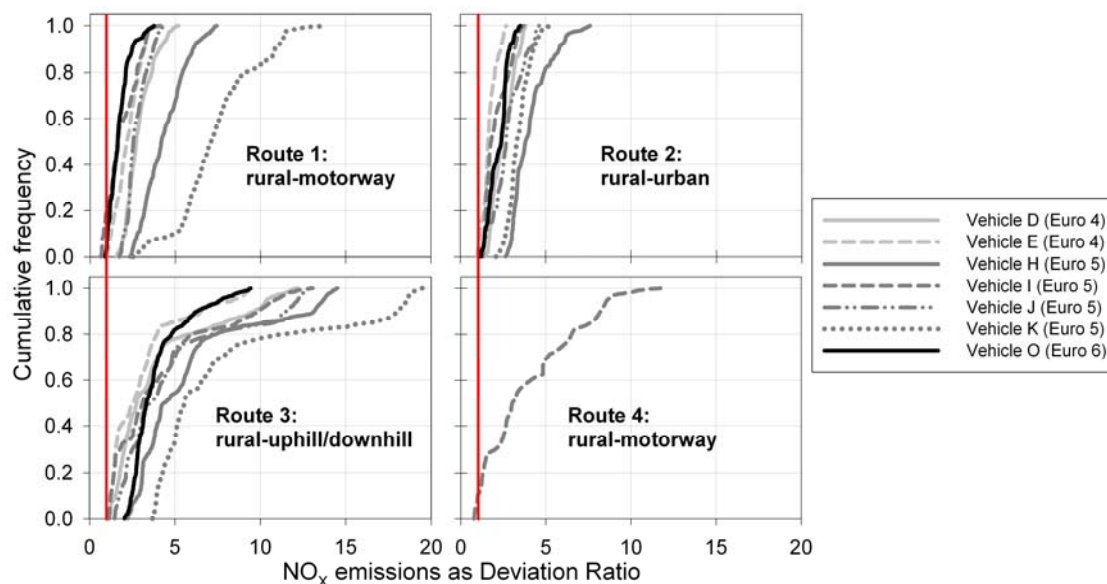 1.0
0.8
0.6
0.4
0.2
0.0
Route 1:
rural-motorway
Route 2:
rural-urban
Cumulative frequency
1.0
0.8
0.6
0.4
0.2
0.0
Route 3:
rural-uphill/downhill
Route 4:
rural-motorway
0 5 10 15 20
0 5 10 15 20
NOX emissions as Deviation Ratio
Vehicle D (Euro 4)
Vehicle E (Euro 4)
Vehicle H (Euro 5)
Vehicle I (Euro 5)
Vehicle J (Euro 5)
Vehicle K (Euro 5)
Vehicle O (Euro 6)